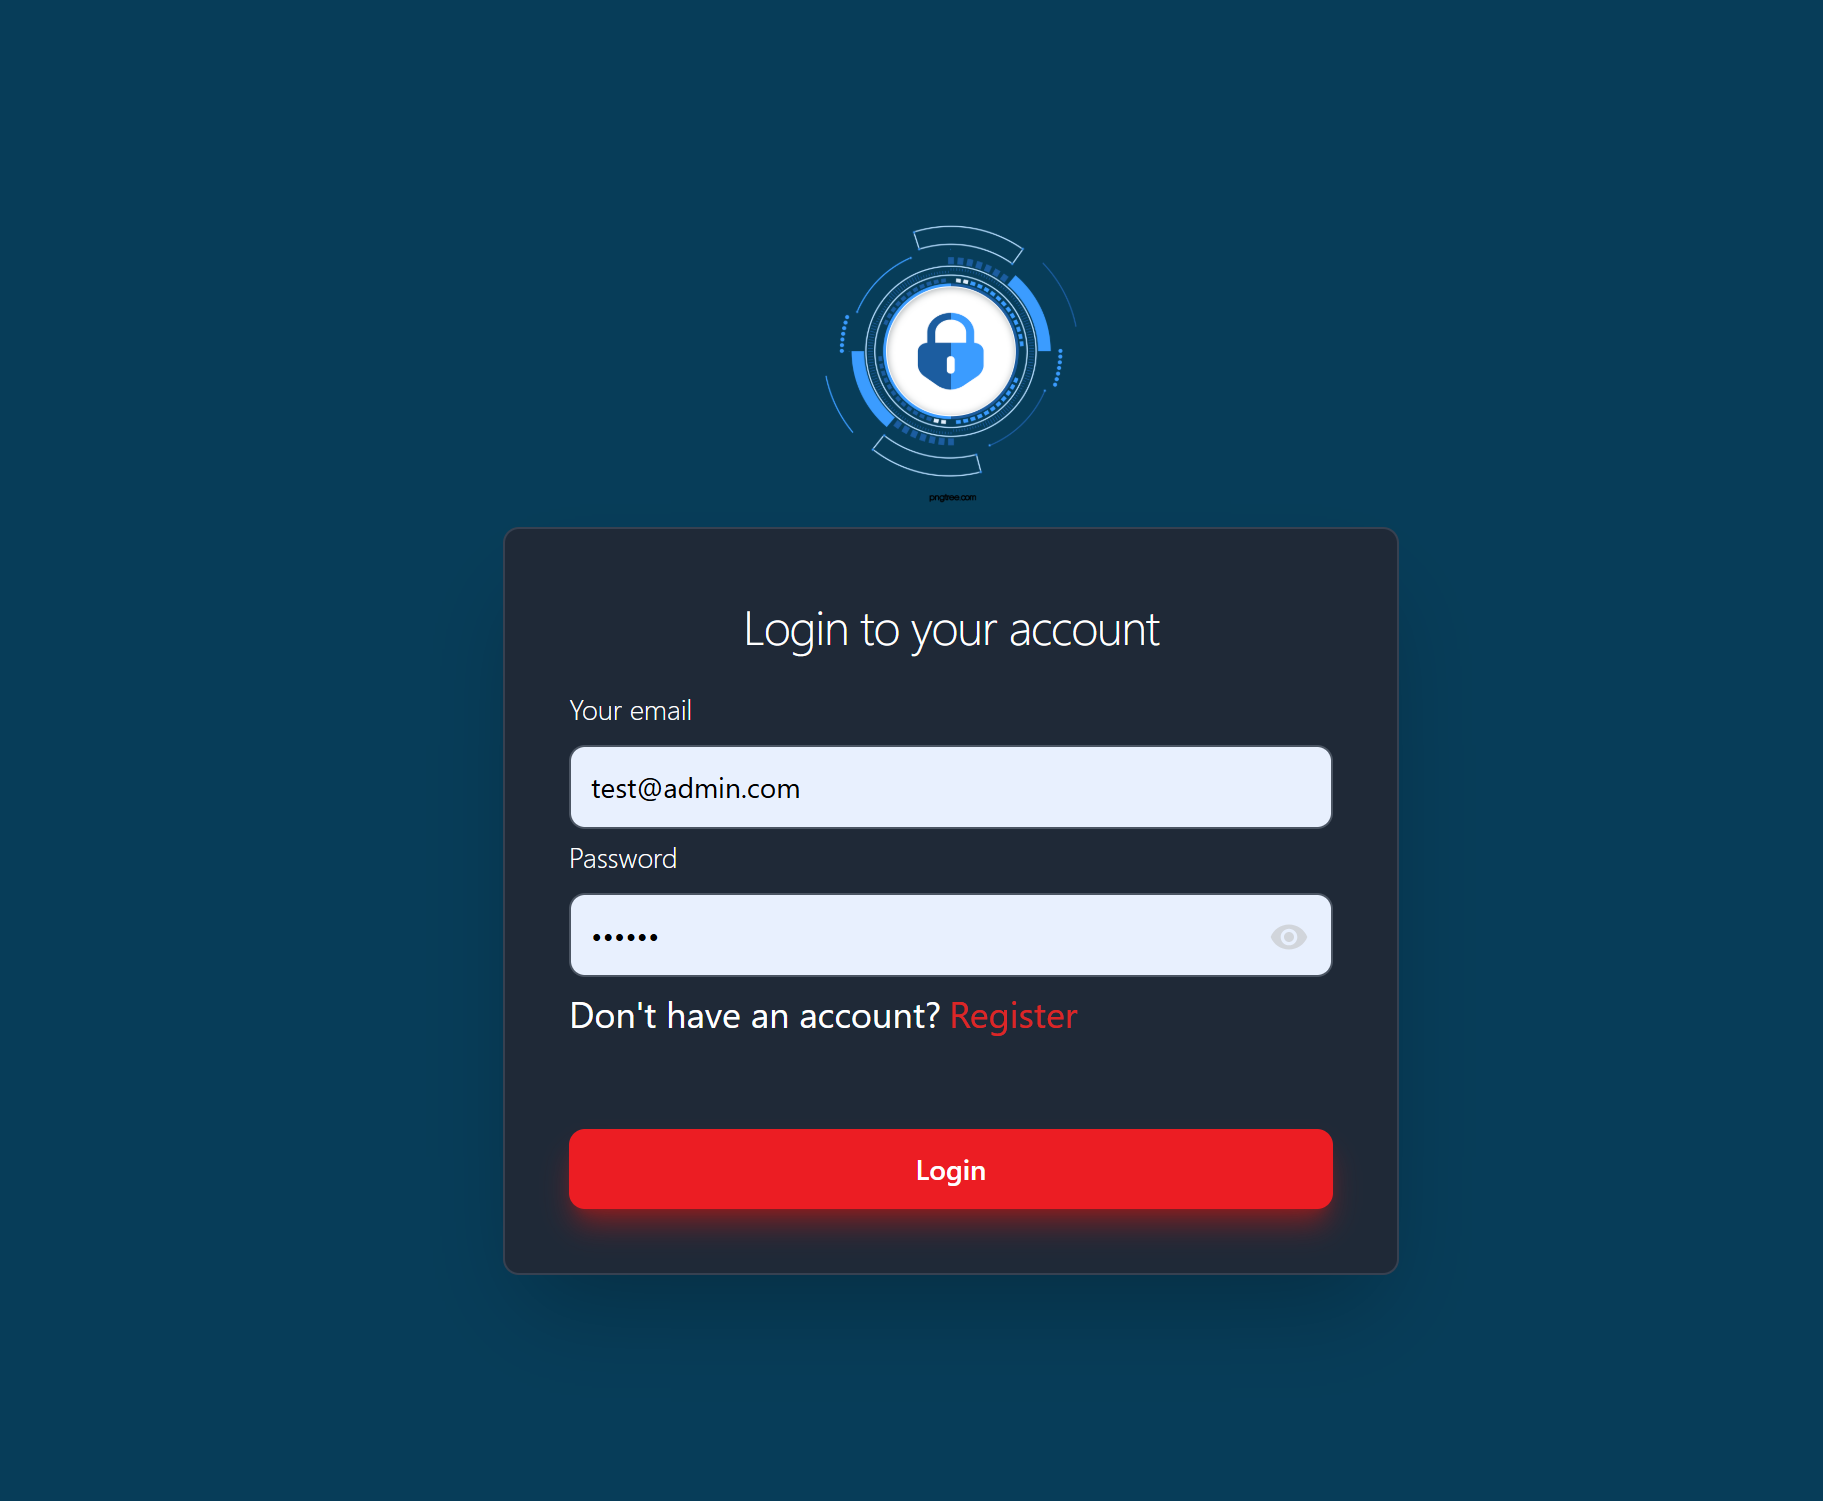 pngtree.com
Login to your account
Your email
test@admin.com
Password
••••••
Don't have an account? Register
Login